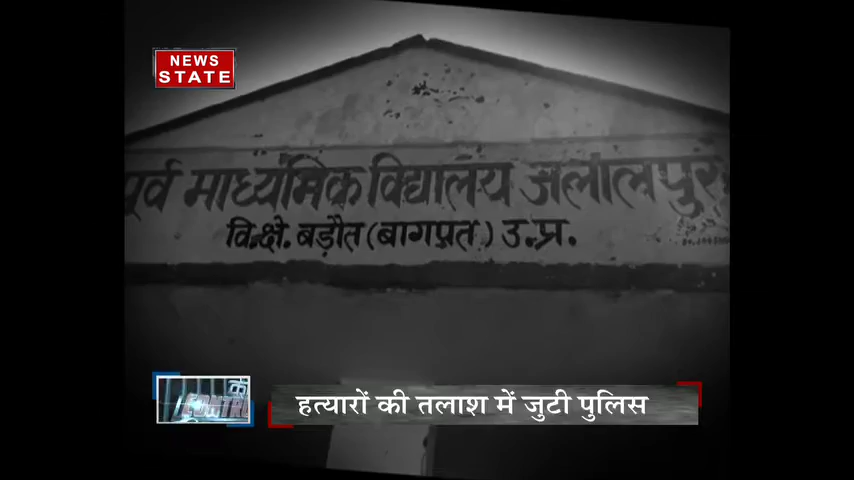 NEWS
STATE
पूर्व माध्यमिक विद्यालय जलालपुर
वि.क्षे. बड़ौत (बागपत) उ.प्र.
हत्यारों की तलाश में जुटी पुलिस